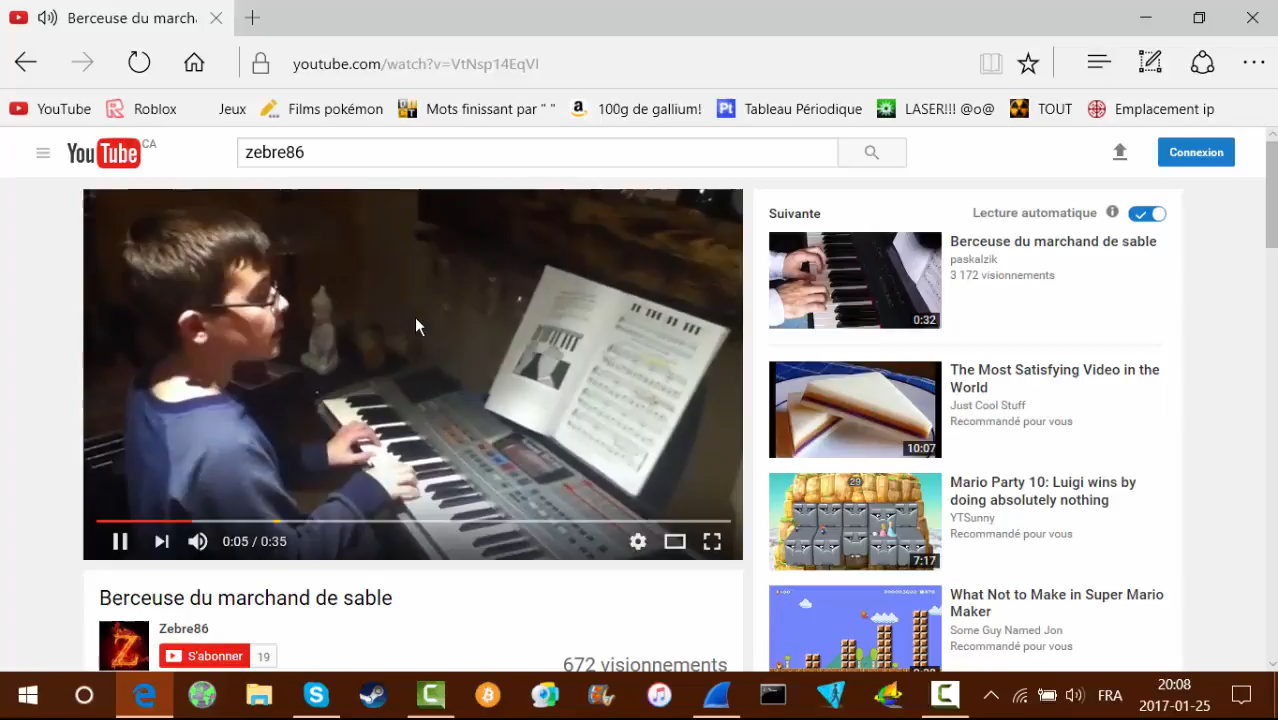 Berceuse du march
youtube.com/watch?v=VtNsp14EqVI
YouTube
Roblox
Jeux
Films pokémon
Mots finissant par " "
100g de gallium!
Tableau Périodique
LASER!!! @o@
TOUT
Emplacement ip
YouTube CA
zebre86
Connexion
Suivante
Lecture automatique
Berceuse du marchand de sable
paskalzik
3 172 visionnements
0:32
The Most Satisfying Video in the
World
Just Cool Stuff
Recommandé pour vous
10:07
Mario Party 10: Luigi wins by
doing absolutely nothing
YTSunny
Recommandé pour vous
29
7:17
What Not to Make in Super Mario
Maker
Some Guy Named Jon
Recommandé pour vous
0:05 / 0:35
Berceuse du marchand de sable
Zebre86
S'abonner 19
672 visionnements
FRA
20:08
2017-01-25